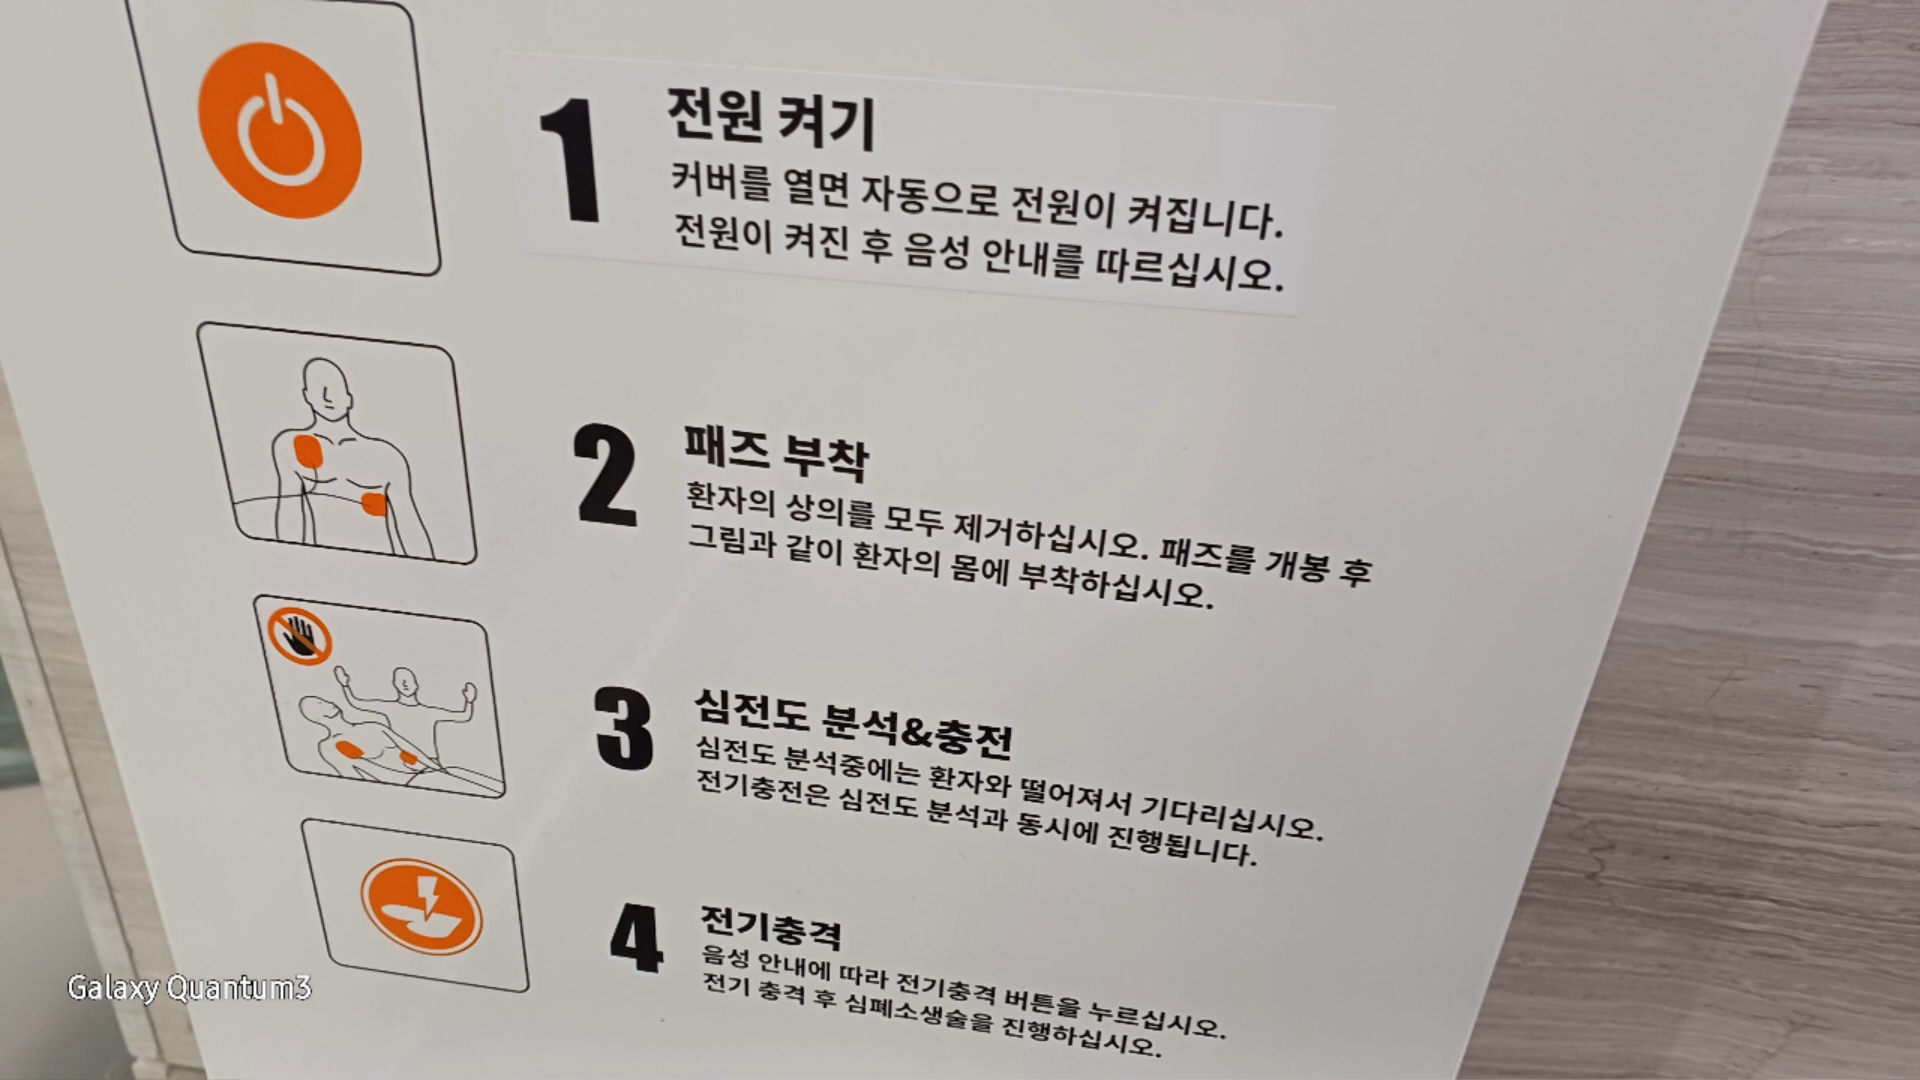 1
전원 켜기
커버를 열면 자동으로 전원이 켜집니다.
전원이 켜진 후 음성 안내를 따르십시오.
2
패즈 부착
환자의 상의를 모두 제거하십시오. 패즈를 개봉 후
그림과 같이 환자의 몸에 부착하십시오.
3
심전도 분석&충전
심전도 분석중에는 환자와 떨어져서 기다리십시오.
전기충전은 심전도 분석과 동시에 진행됩니다.
4
전기충격
음성 안내에 따라 전기충격 버튼을 누르십시오.
전기 충격 후 심폐소생술을 진행하십시오.
Galaxy Quantum3